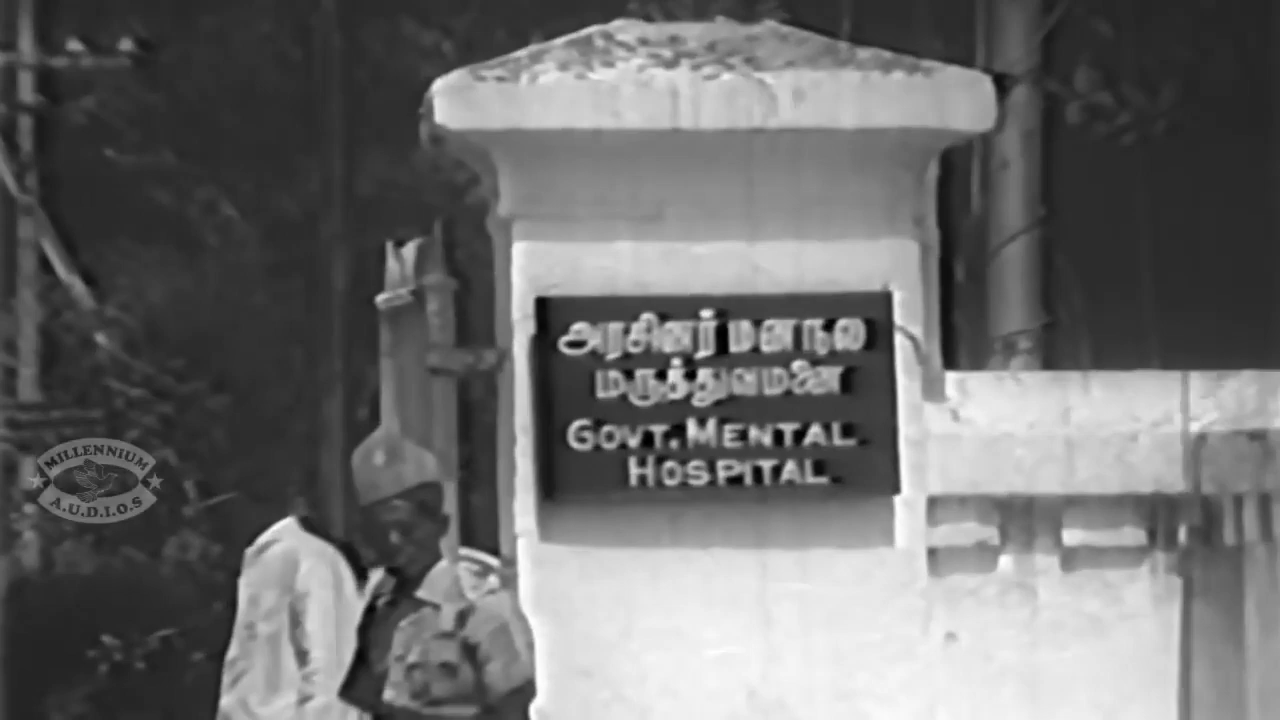 அரசினர் மனநல
மருத்துவமனை
GOVT. MENTAL
HOSPITAL.
MILLENNIUM
A.U.D.I.O.S